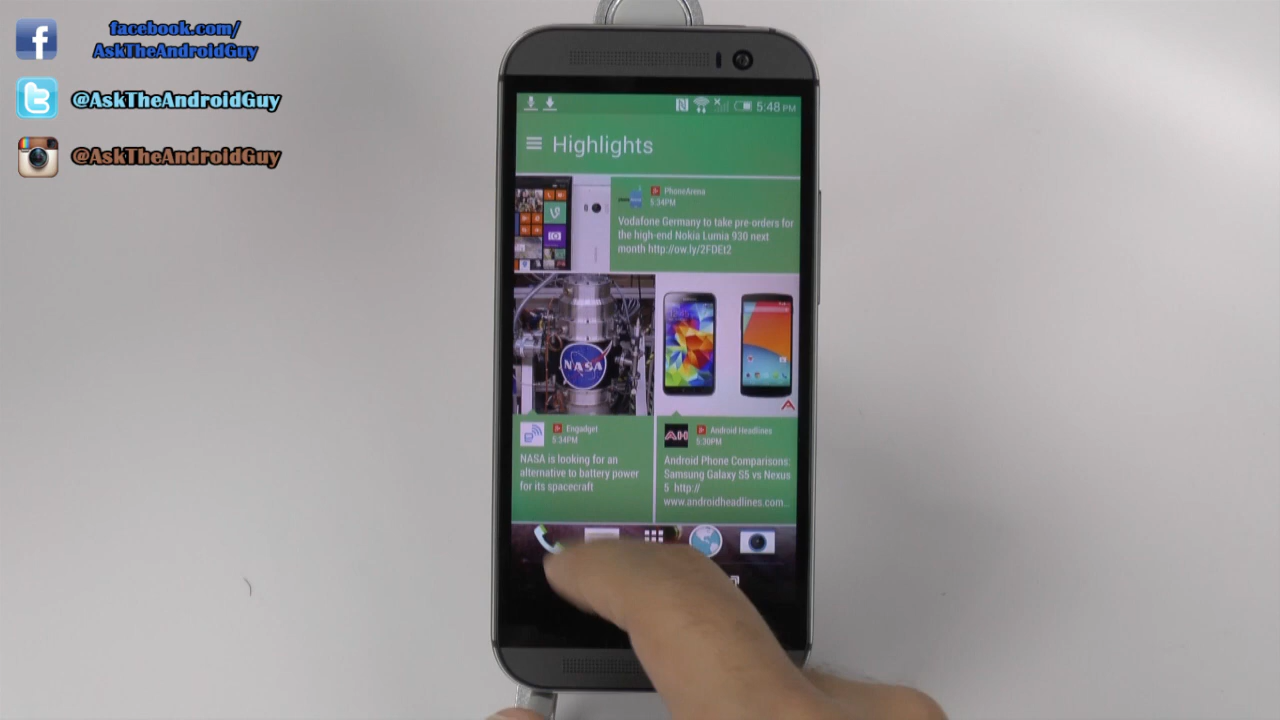 facebook.com/
AskTheAndroidGuy
@AskTheAndroidGuy
@AskTheAndroidGuy
5:48 PM
Highlights
PhoneArena
5:34PM
Vodafone Germany to take pre-orders for
the high-end Nokia Lumia 930 next
month http://ow.ly/2FDEt2
NASA
Engadget
5:34PM
NASA is looking for an
alternative to battery power
for its spacecraft
AH
Android Headlines
5:30PM
Android Phone Comparisons:
Samsung Galaxy S5 vs Nexus
5 http://
www.androidheadlines.com...